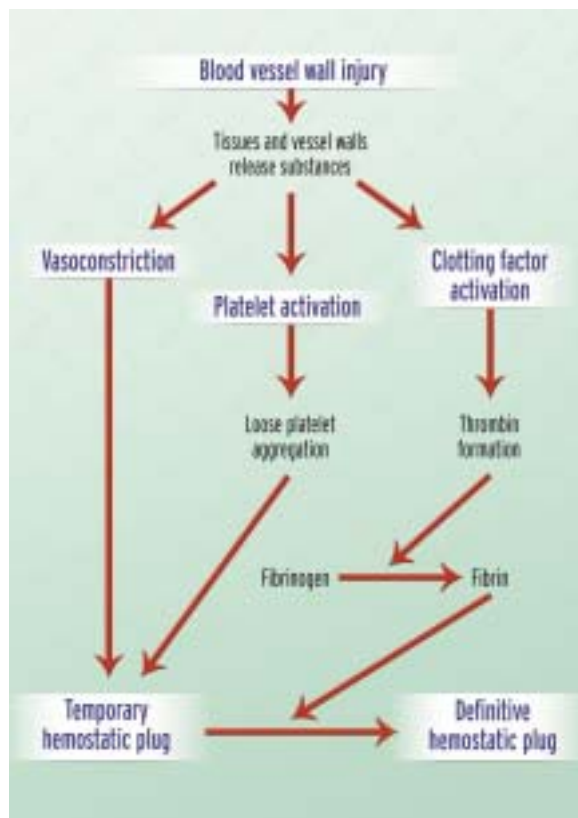 Blood vessel wall injury
Tissues and vessel walls
release substances
Vasoconstriction
Platelet activation
Clotting factor
activation
Loose platelet
aggregation
Thrombin
formation
Fibrinogen
Fibrin
Temporary
hemostatic plug
Definitive
hemostatic plug